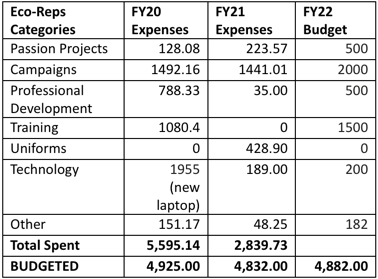 Eco-Reps Categories | FY20 Expenses | FY21 Expenses | FY22 Budget
Passion Projects | 128.08 | 223.57 | 500
Campaigns | 1492.16 | 1441.01 | 2000
Professional Development | 788.33 | 35.00 | 500
Training | 1080.4 | 0 | 1500
Uniforms | 0 | 428.90 | 0
Technology | 1955 (new laptop) | 189.00 | 200
Other | 151.17 | 48.25 | 182
Total Spent | 5,595.14 | 2,839.73
BUDGETED | 4,925.00 | 4,832.00 | 4,882.00